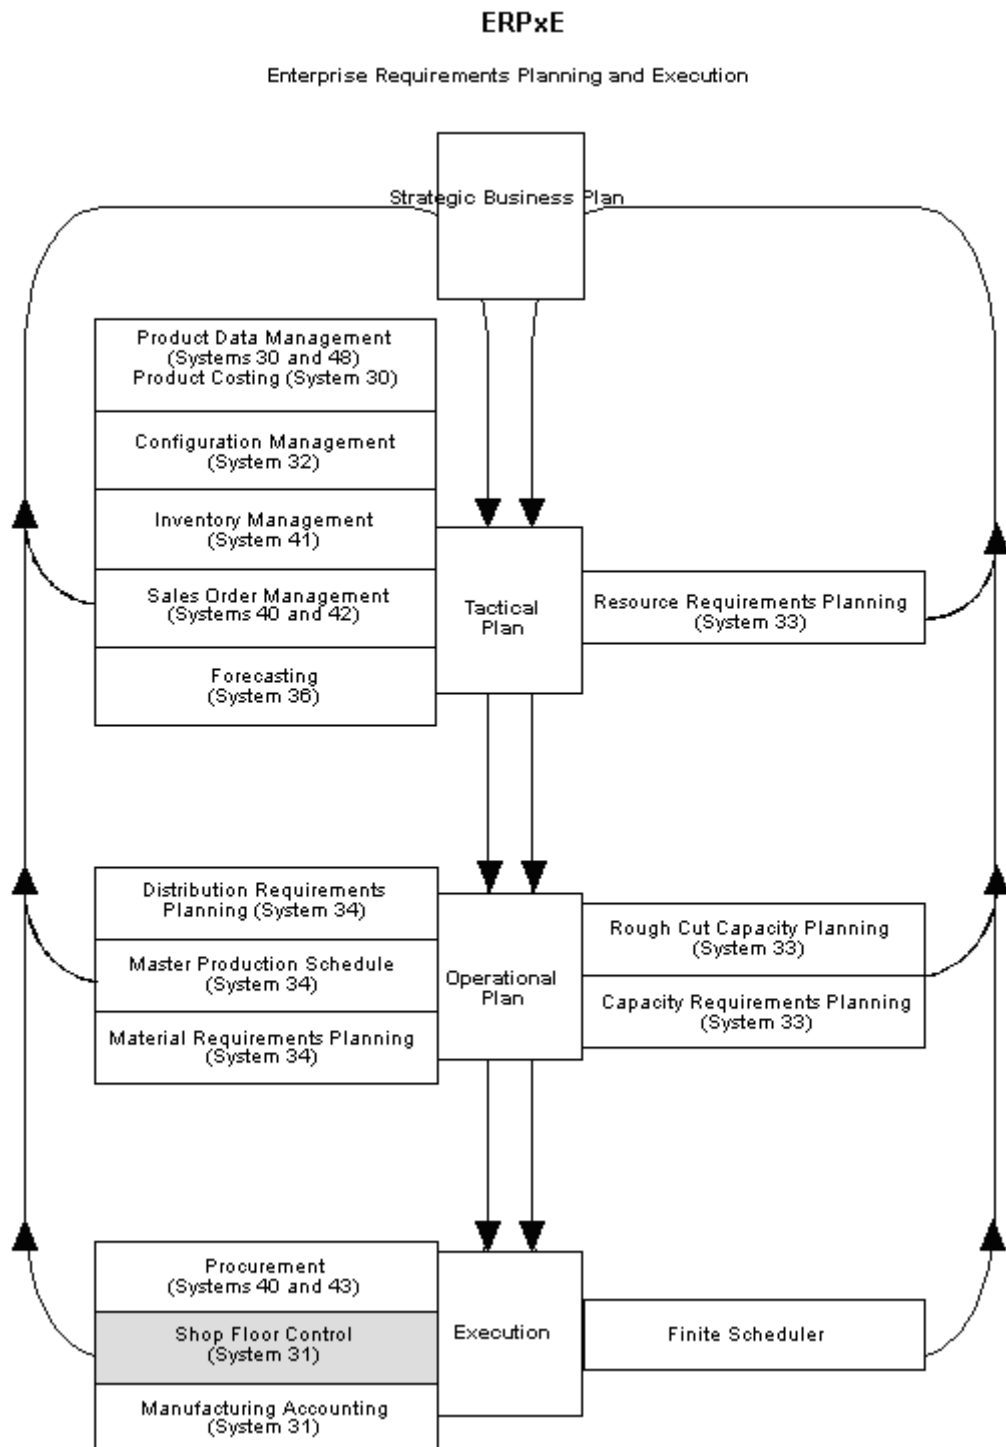 ERPxE
Enterprise Requirements Planning and Execution
Strategic Business Plan
Product Data Management
(Systems 30 and 48)
Product Costing (System 30)
Configuration Management
(System 32)
Inventory Management
(System 41)
Sales Order Management
(Systems 40 and 42)
Forecasting
(System 36)
Tactical
Plan
Resource Requirements Planning
(System 33)
Distribution Requirements
Planning (System 34)
Master Production Schedule
(System 34)
Material Requirements Planning
(System 34)
Operational
Plan
Rough Cut Capacity Planning
(System 33)
Capacity Requirements Planning
(System 33)
Procurement
(Systems 40 and 43)
Shop Floor Control
(System 31)
Manufacturing Accounting
(System 31)
Execution
Finite Scheduler